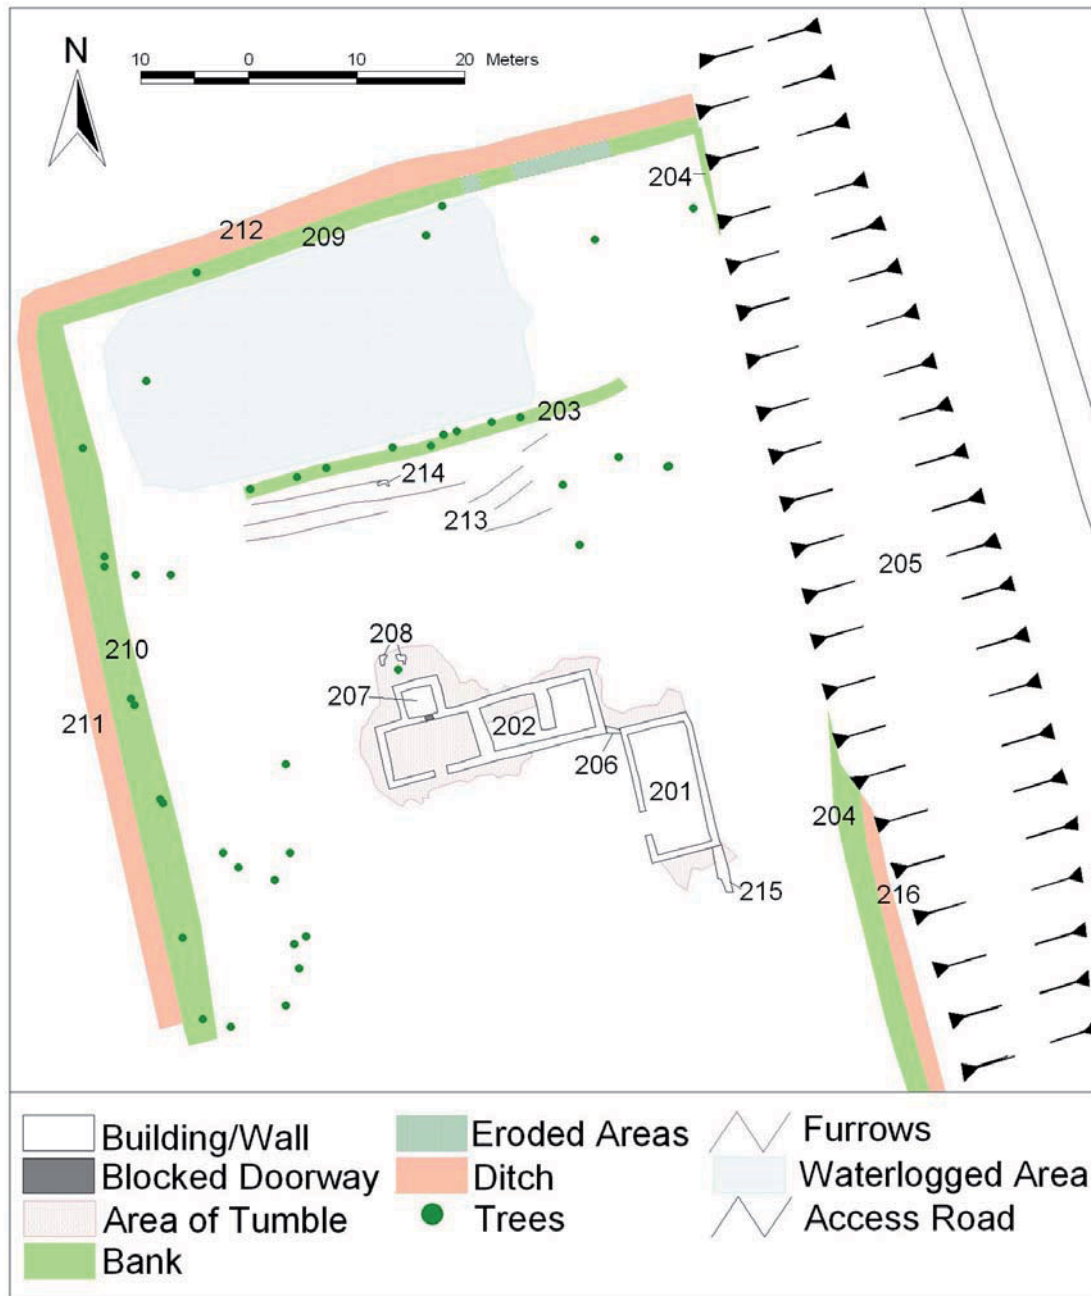 N
10 0 10 20 Meters
204
212
209
203
214
213
205
208
210
207
202
211
206
201
204
215
216
Building/Wall
Blocked Doorway
Area of Tumble
Bank
Eroded Areas
Ditch
Trees
Furrows
Waterlogged Area
Access Road